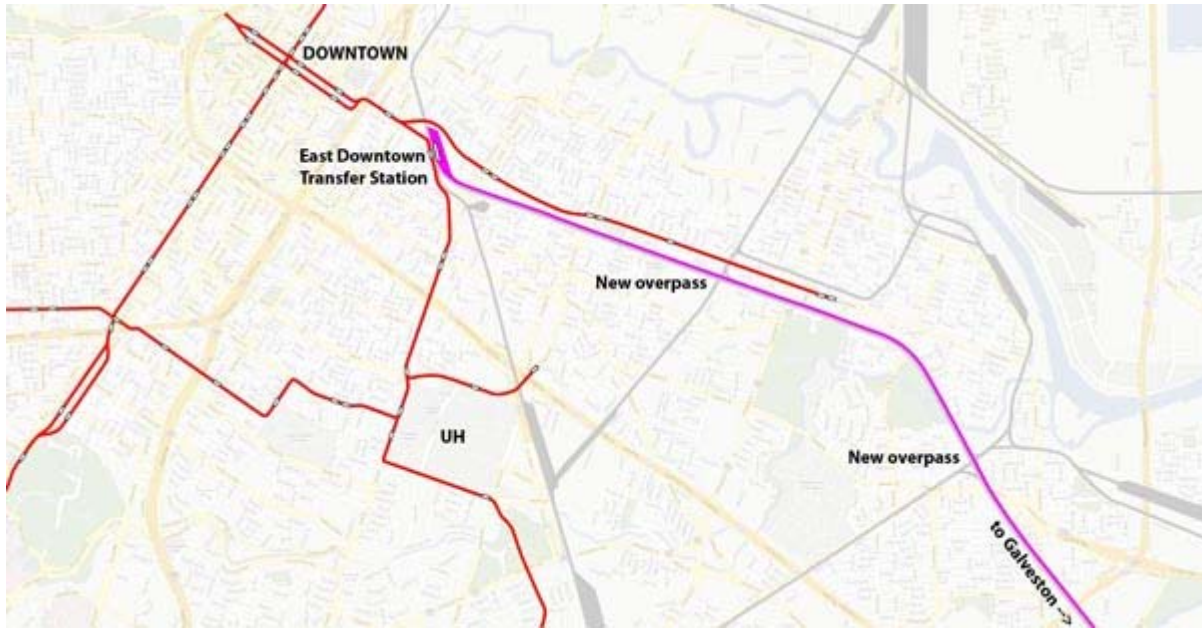 DOWNTOWN
East Downtown
Transfer Station
New overpass
UH
New overpass
to Galveston -->